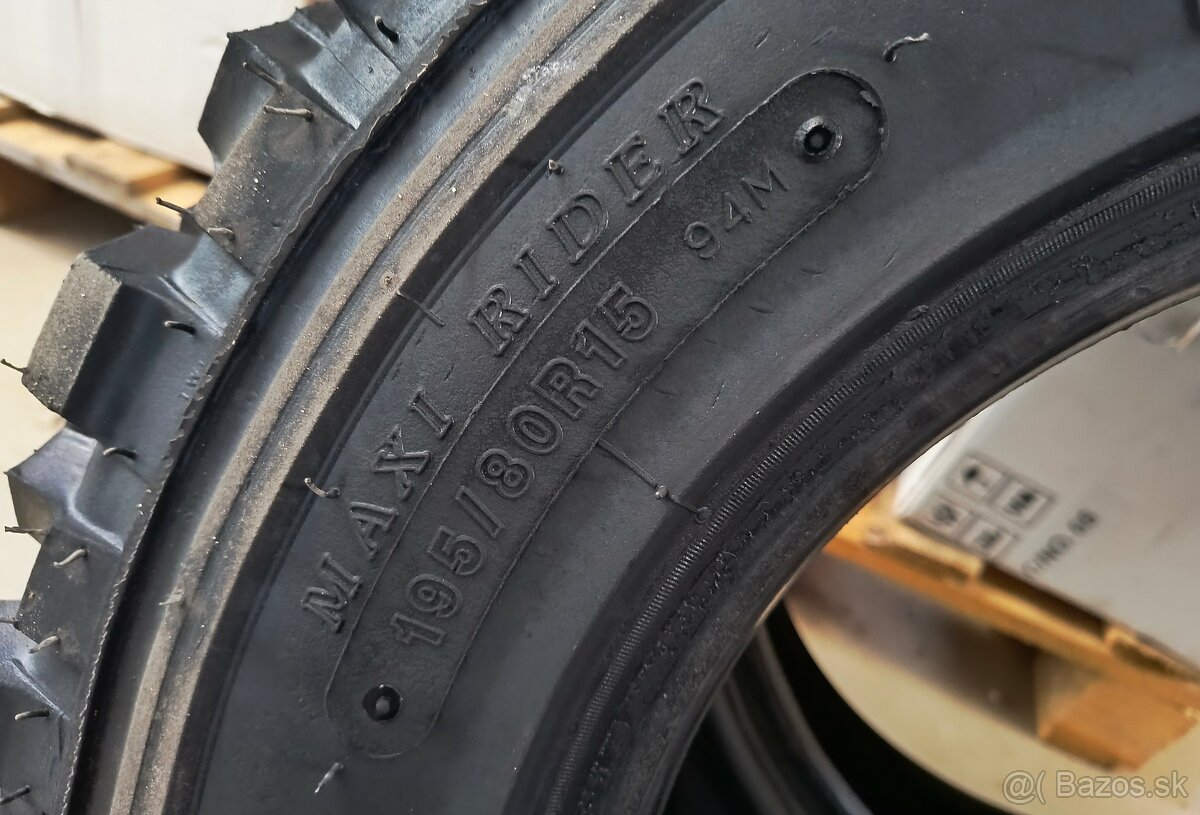 MAXI RIDER
195/80R15 94M
@( Bazos.sk